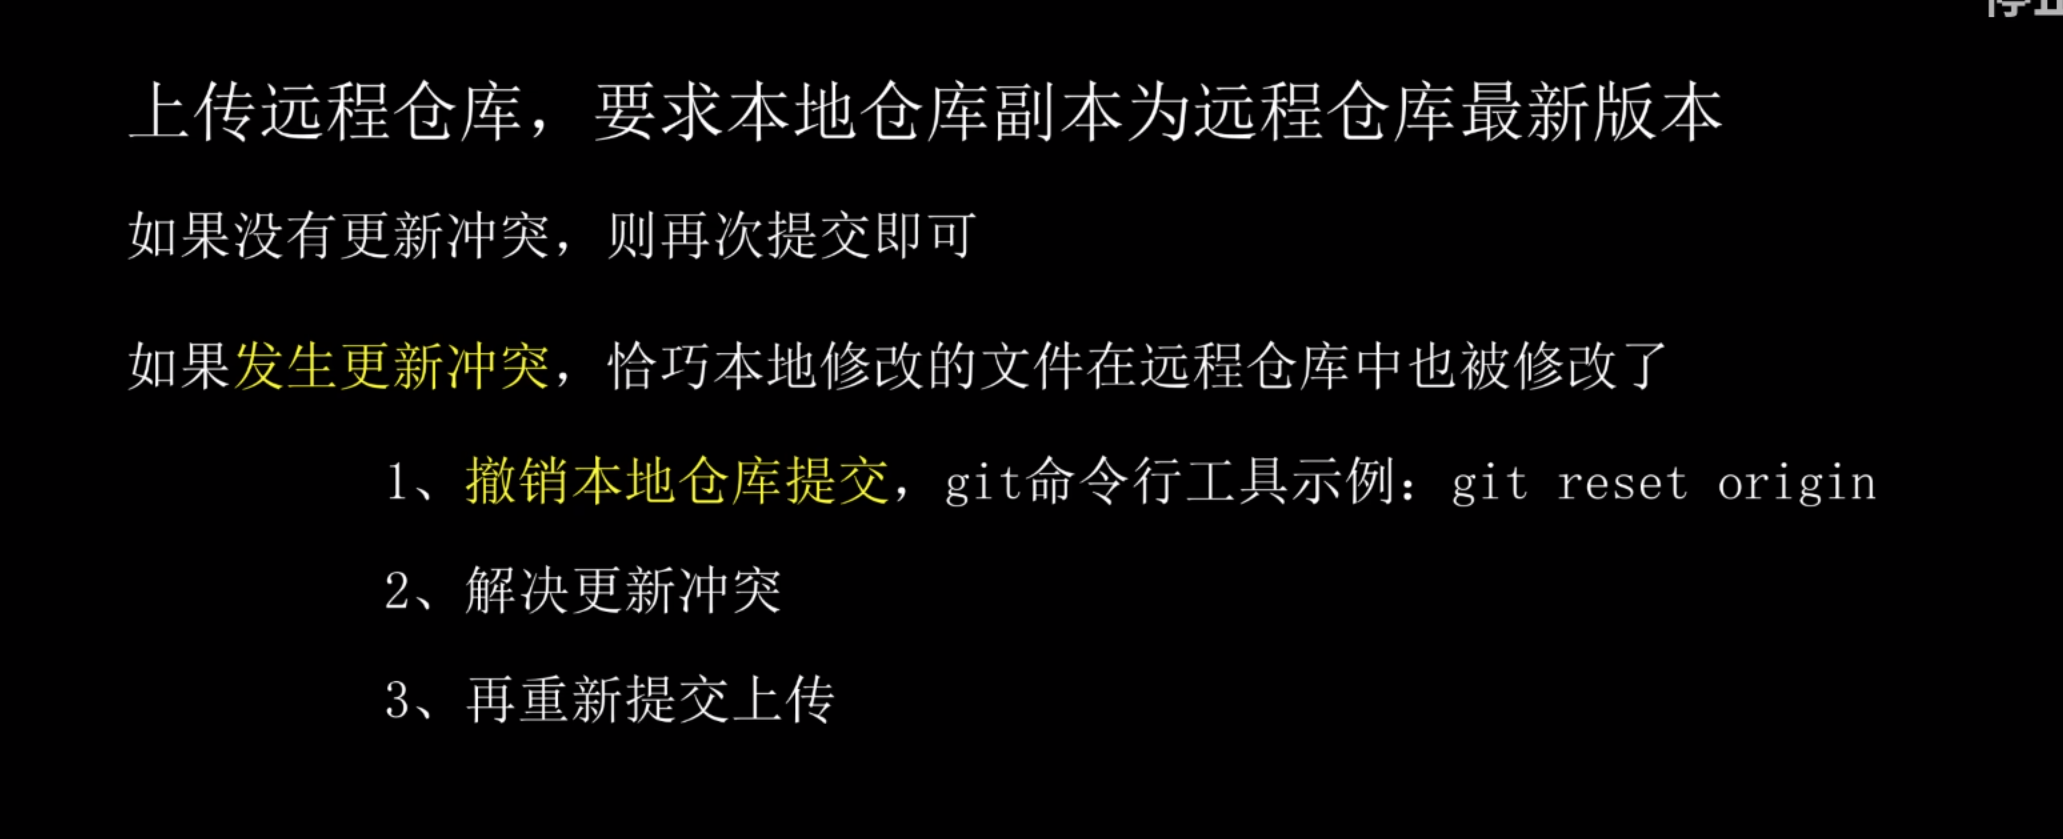 上传远程仓库，要求本地仓库副本为远程仓库最新版本
如果没有更新冲突，则再次提交即可
如果发生更新冲突，恰巧本地修改的文件在远程仓库中也被修改了
1、撤销本地仓库提交，git命令行工具示例：git reset origin
2、解决更新冲突
3、再重新提交上传